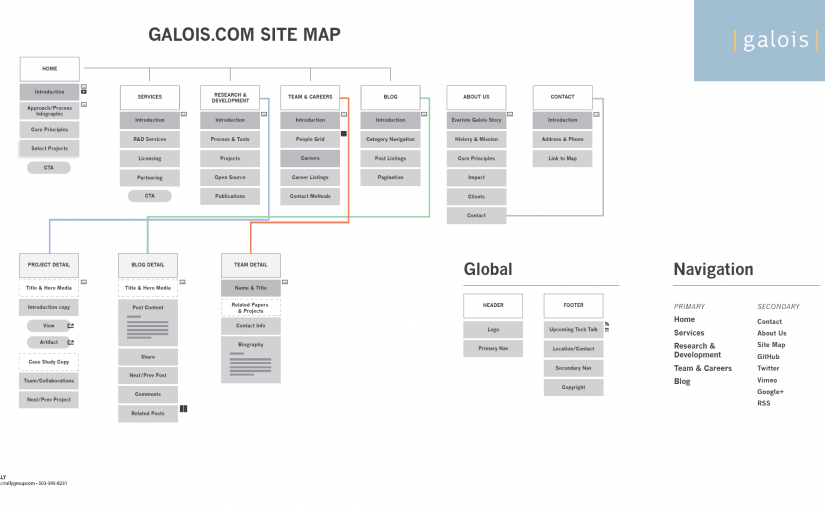 GALOIS.COM SITE MAP
galois
HOME
Introduction
Approach/Process
Infographic
Core Principles
Select Projects
CTA
SERVICES
Introduction
R&D Services
Licensing
Partnering
CTA
RESEARCH &
DEVELOPMENT
Introduction
Process & Tools
Projects
Open Source
Publications
TEAM & CAREERS
Introduction
People Grid
Careers
Career Listings
Contact Methods
BLOG
Introduction
Category Navigation
Post Listings
Pagination
ABOUT US
Evariste Galois Story
History & Mission
Core Principles
Impact
Clients
Contact
CONTACT
Introduction
Address & Phone
Link to Map
PROJECT DETAIL
Title & Hero Media
Introduction copy
View
Artifact
Case Study Copy
Team/Collaborations
Next/Prev Project
BLOG DETAIL
Title & Hero Media
Post Content
Share
Next/Prev Post
Comments
Related Posts
TEAM DETAIL
Name & Title
Related Papers
& Projects
Contact Info
Biography
Global
HEADER
Logo
Primary Nav
FOOTER
Upcoming Tech Talk
Location/Contact
Secondary Nav
Copyright
Navigation
PRIMARY
Home
Services
Research &
Development
Team & Careers
Blog
SECONDARY
Contact
About Us
Site Map
GitHub
Twitter
Vimeo
Google+
RSS
LLY
//rallygroup.com • 503-395-8231